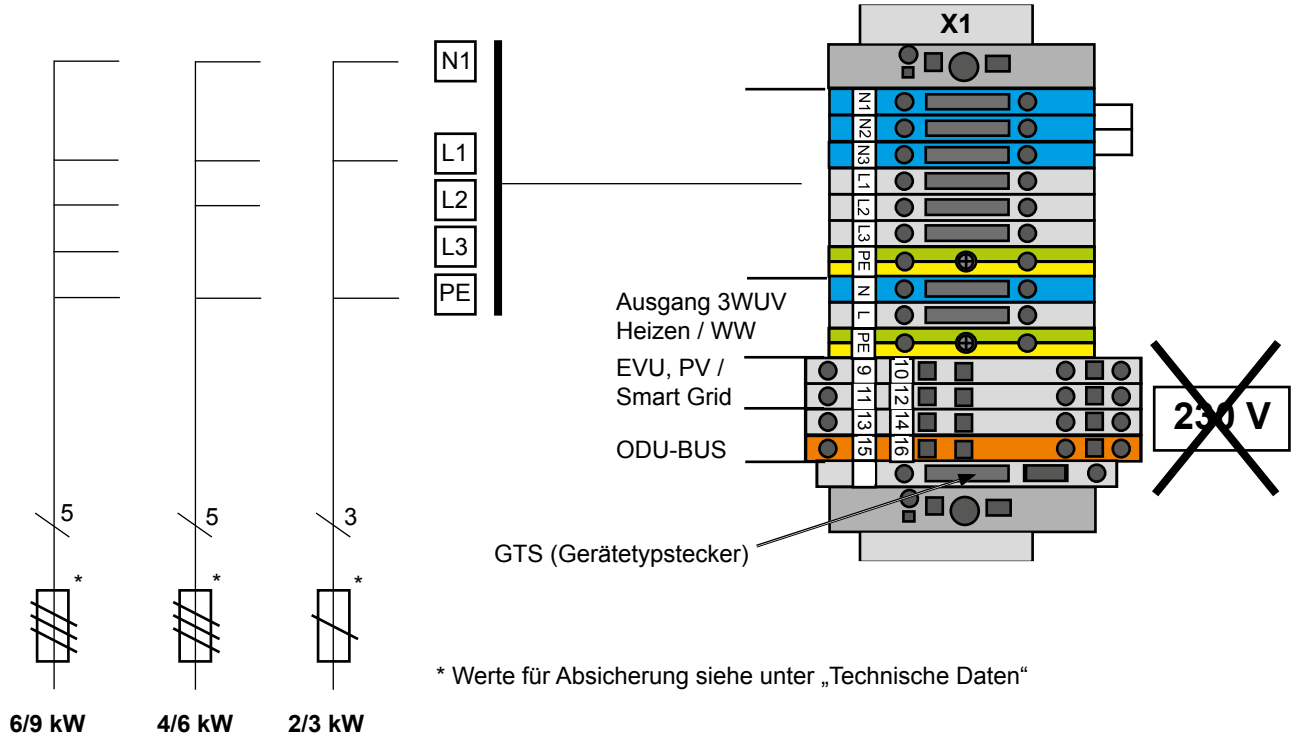 X1
N1
L1
L2
L3
PE
N1
N2
N3
L1
L2
L3
PE
N
L
PE
9 10
11 12
13 14
15 16
Ausgang 3WUV
Heizen / WW
EVU, PV /
Smart Grid
ODU-BUS
230 V
GTS (Gerätetypstecker)
5 5 3
* * *
* Werte für Absicherung siehe unter „Technische Daten“
6/9 kW 4/6 kW 2/3 kW